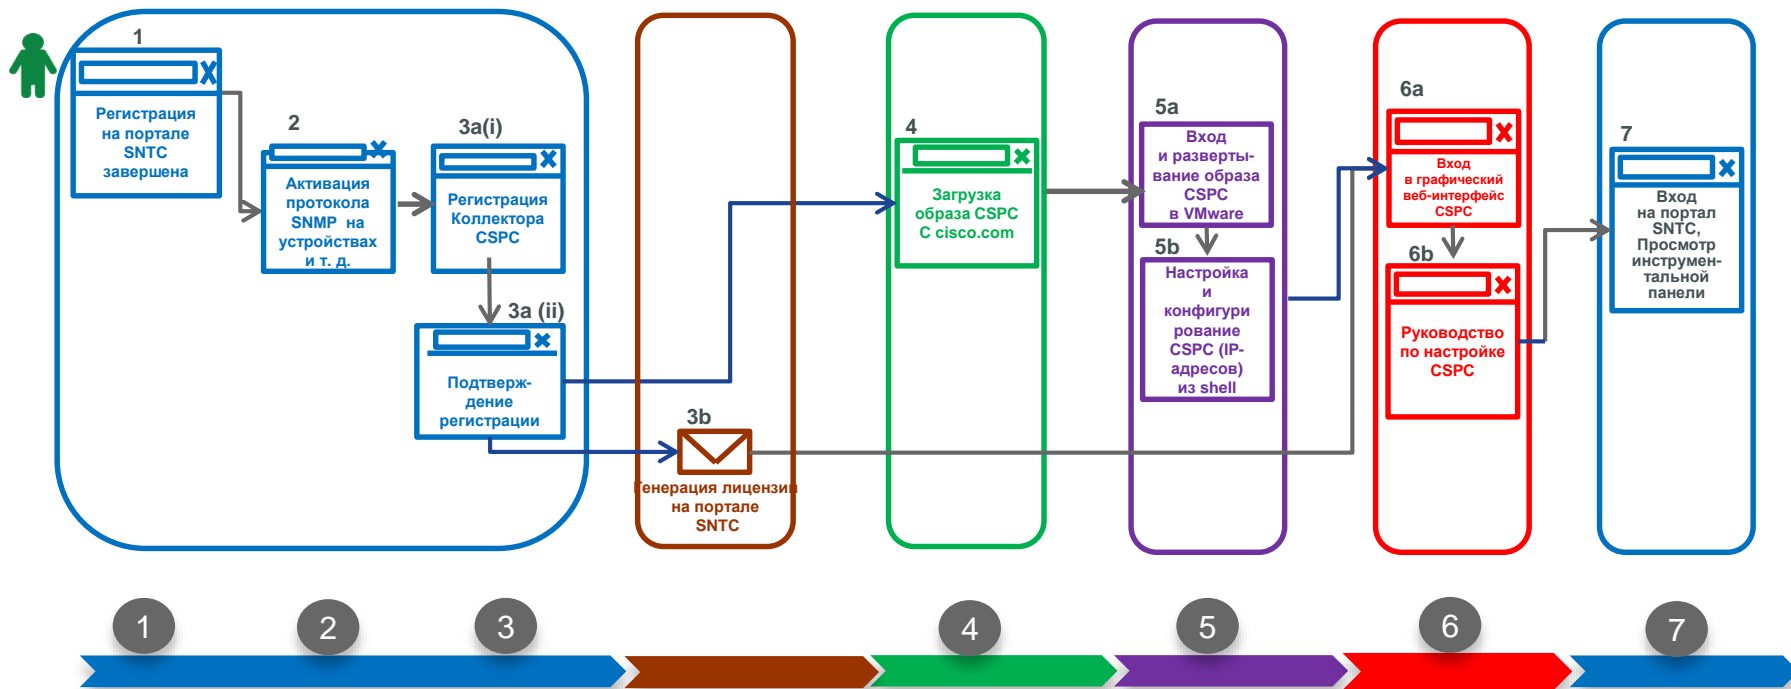 1
Регистрация
на портале
SNTC
завершена
2
Активация
протокола
SNMP на
устройствах
и т. д.
3a(i)
Регистрация
Коллектора
CSPC
3a (ii)
Подтверж-
дение
регистрации
3b
Генерация лицензии
на портале
SNTC
4
Загрузка
образа CSPC
С cisco.com
5a
Вход
и разверты-
вание образа
CSPC
в VMware
5b
Настройка
и
конфигури
рование
CSPC (IP-
адресов)
из shell
6a
Вход
в графический
веб-интерфейс
CSPC
6b
Руководство
по настройке
CSPC
7
Вход
на портал
SNTC,
Просмотр
инструмен-
тальной
панели
1
2
3
4
5
6
7